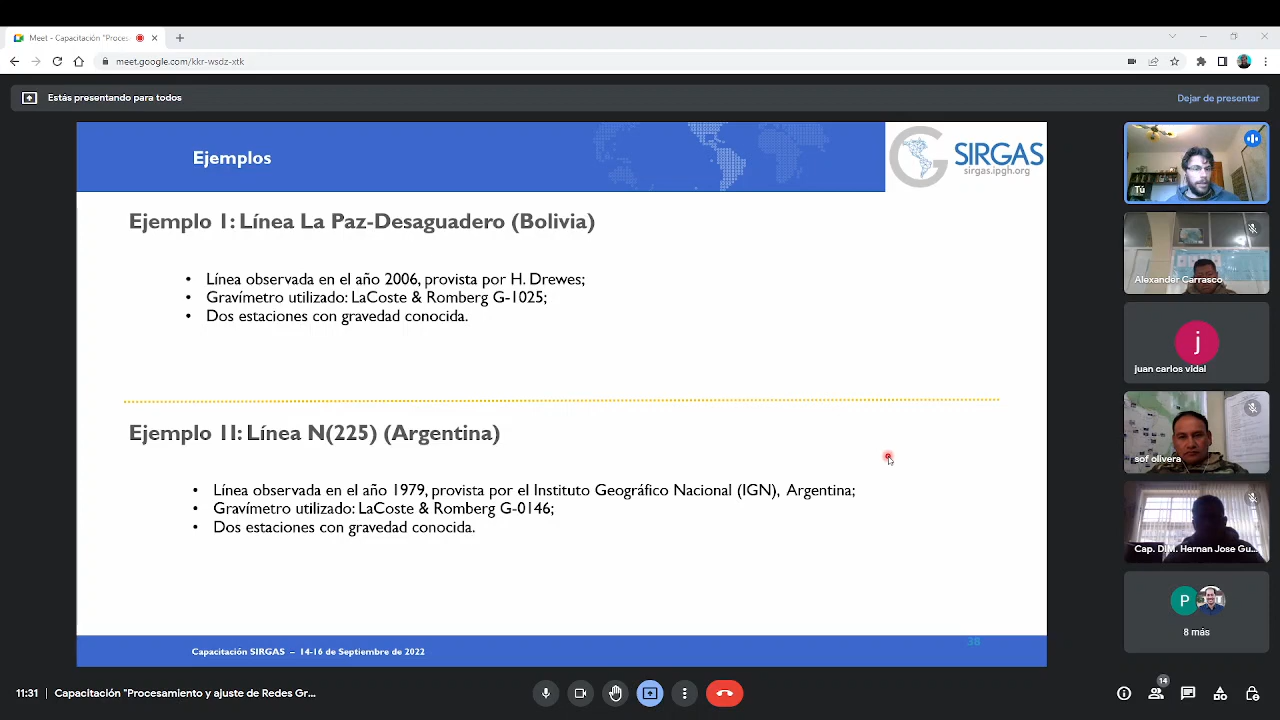 Meet - Capacitación "Proces
meet.google.com/kkr-wsdz-xtk
Estás presentando para todos
Dejar de presentar
Ejemplos
SIRGAS
sirgas.ipgh.org
Ejemplo I: Línea La Paz-Desaguadero (Bolivia)
• Línea observada en el año 2006, provista por H. Drewes;
• Gravímetro utilizado: LaCoste & Romberg G-1025;
• Dos estaciones con gravedad conocida.
Ejemplo II: Línea N(225) (Argentina)
• Línea observada en el año 1979, provista por el Instituto Geográfico Nacional (IGN), Argentina;
• Gravímetro utilizado: LaCoste & Romberg G-0146;
• Dos estaciones con gravedad conocida.
Capacitación SIRGAS – 14-16 de Septiembre de 2022
38
Tú
Alexander Carrasco
j
juan carlos vidal
sof olivera
Cap. DIM. Hernan Jose Gu...
P
8 más
11:31
Capacitación "Procesamiento y ajuste de Redes Gr...
14